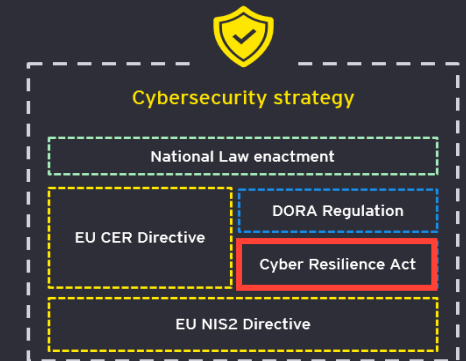 Cybersecurity strategy
National Law enactment
DORA Regulation
EU CER Directive
Cyber Resilience Act
EU NIS2 Directive